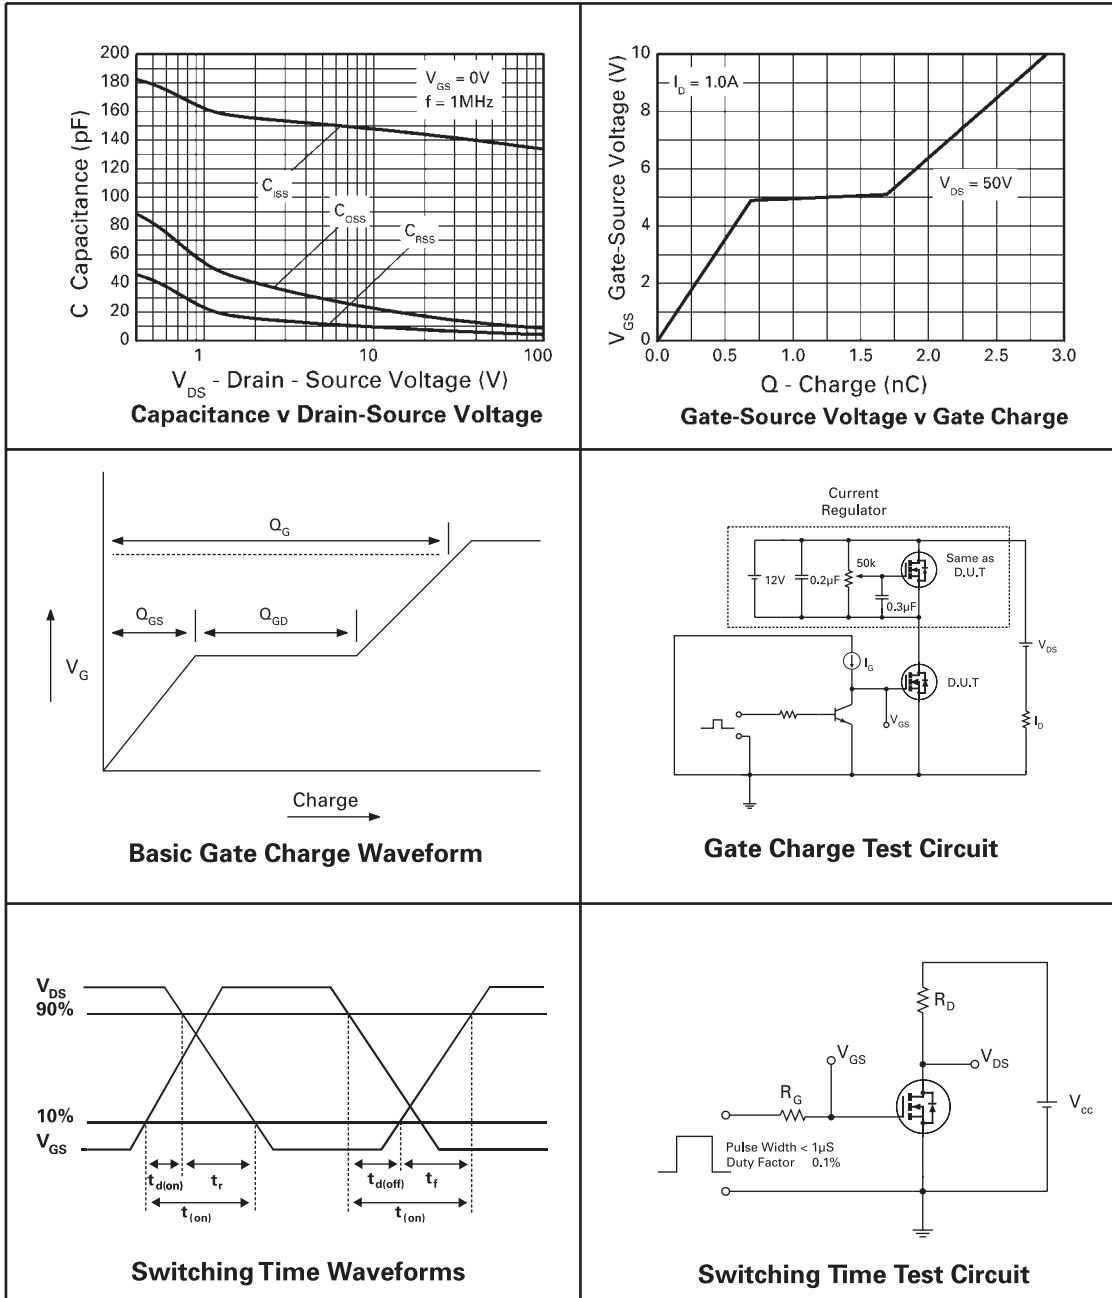 200
180
160
140
120
100
80
60
40
20
0
C Capacitance (pF)
V_GS = 0V
f = 1MHz
C_ISS
C_OSS
C_RSS
1 10 100
V_DS - Drain - Source Voltage (V)
Capacitance v Drain-Source Voltage
10
8
6
4
2
0
V_GS Gate-Source Voltage (V)
I_D = 1.0A
V_DS = 50V
0.0 0.5 1.0 1.5 2.0 2.5 3.0
Q - Charge (nC)
Gate-Source Voltage v Gate Charge
Q_G
Q_GS Q_GD
V_G
Charge
Basic Gate Charge Waveform
Current
Regulator
12V
0.2µF
50k
0.3µF
Same as
D.U.T
I_G
V_DS
D.U.T
V_GS
I_D
Gate Charge Test Circuit
V_DS
90%
10%
V_GS
t_d(on) t_r t_d(off) t_f
t_(on) t_(on)
Switching Time Waveforms
R_D
V_GS
V_DS
R_G
V_cc
Pulse Width < 1µS
Duty Factor 0.1%
Switching Time Test Circuit